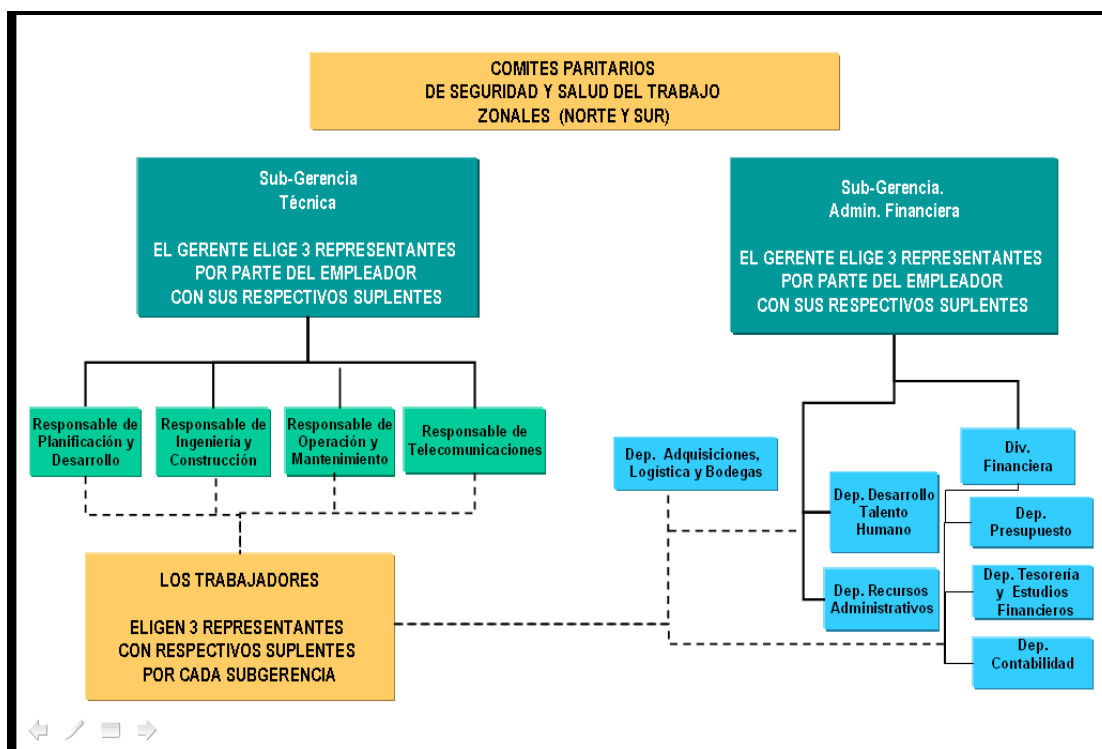 COMITES PARITARIOS
DE SEGURIDAD Y SALUD DEL TRABAJO
ZONALES (NORTE Y SUR)
Sub-Gerencia
Técnica
EL GERENTE ELIGE 3 REPRESENTANTES
POR PARTE DEL EMPLEADOR
CON SUS RESPECTIVOS SUPLENTES
Sub-Gerencia.
Admin. Financiera
EL GERENTE ELIGE 3 REPRESENTANTES
POR PARTE DEL EMPLEADOR
CON SUS RESPECTIVOS SUPLENTES
Responsable de
Planificación y
Desarrollo
Responsable de
Ingeniería y
Construcción
Responsable de
Operación y
Mantenimiento
Responsable de
Telecomunicaciones
Dep. Adquisiciones,
Logística y Bodegas
Div.
Financiera
Dep. Desarrollo
Talento
Humano
Dep.
Presupuesto
Dep. Recursos
Administrativos
Dep. Tesorería
y Estudios
Financieros
Dep.
Contabilidad
LOS TRABAJADORES
ELIGEN 3 REPRESENTANTES
CON RESPECTIVOS SUPLENTES
POR CADA SUBGERENCIA